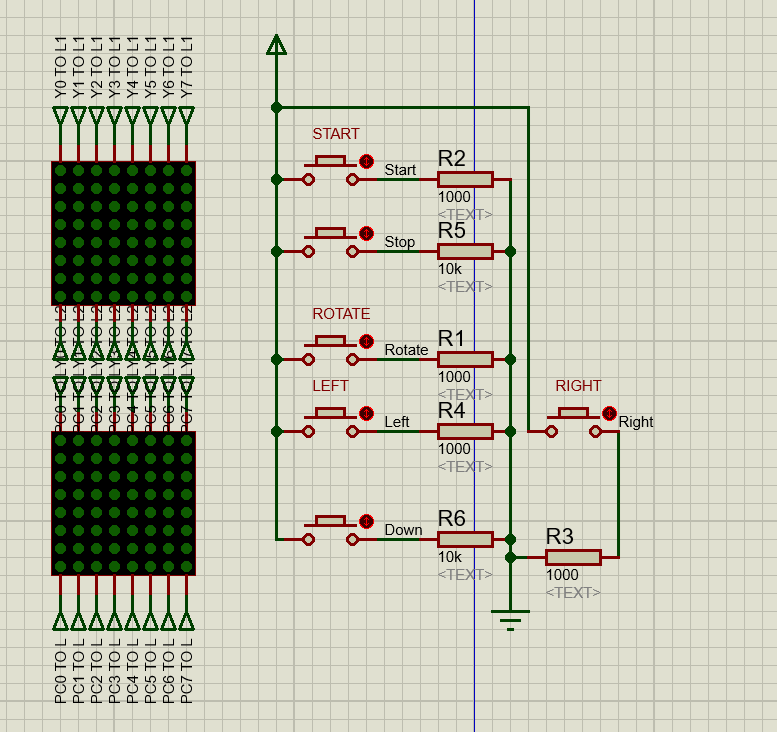 Y0 TO L1
Y1 TO L1
Y2 TO L1
Y3 TO L1
Y4 TO L1
Y5 TO L1
Y6 TO L1
Y7 TO L1
START
Start
R2
1000
<TEXT>
Stop
R5
10k
<TEXT>
ROTATE
Rotate
R1
1000
<TEXT>
LEFT
Left
R4
1000
<TEXT>
RIGHT
Right
Down
R6
10k
<TEXT>
R3
1000
<TEXT>
PC0 TO L
PC1 TO L
PC2 TO L
PC3 TO L
PC4 TO L
PC5 TO L
PC6 TO L
PC7 TO L